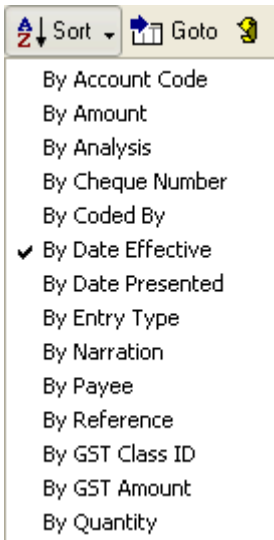 AZ Sort Goto
By Account Code
By Amount
By Analysis
By Cheque Number
By Coded By
By Date Effective
By Date Presented
By Entry Type
By Narration
By Payee
By Reference
By GST Class ID
By GST Amount
By Quantity